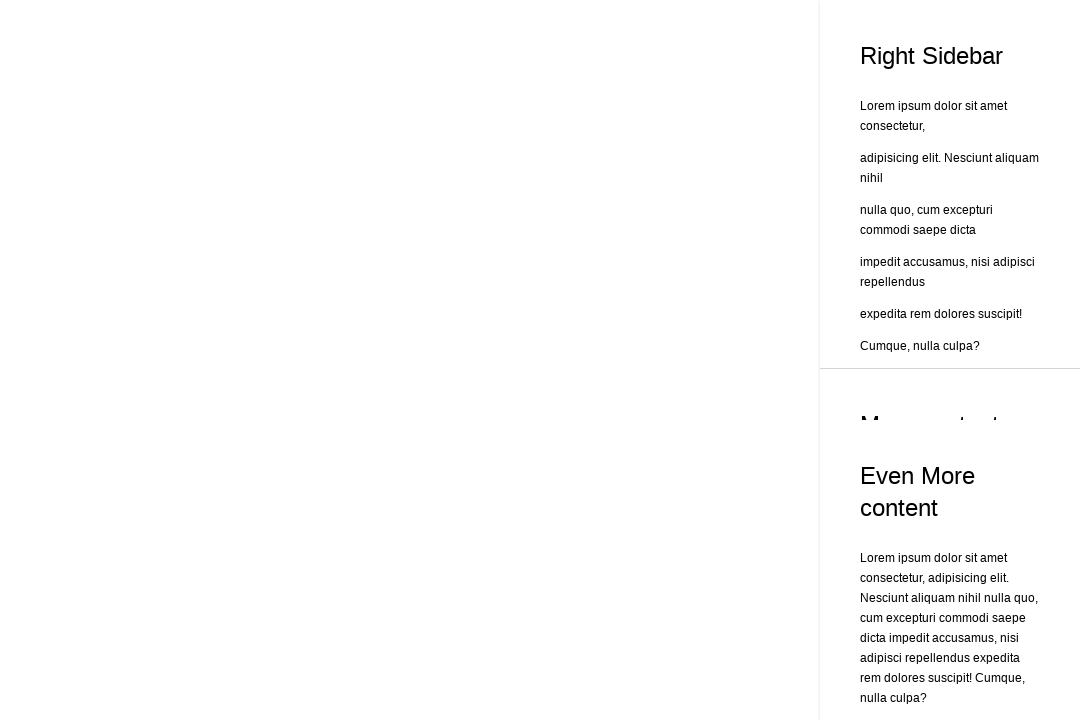 Right Sidebar
Lorem ipsum dolor sit amet
consectetur,
adipisicing elit. Nesciunt aliquam
nihil
nulla quo, cum excepturi
commodi saepe dicta
impedit accusamus, nisi adipisci
repellendus
expedita rem dolores suscipit!
Cumque, nulla culpa?
Even More
content
Lorem ipsum dolor sit amet
consectetur, adipisicing elit.
Nesciunt aliquam nihil nulla quo,
cum excepturi commodi saepe
dicta impedit accusamus, nisi
adipisci repellendus expedita
rem dolores suscipit! Cumque,
nulla culpa?